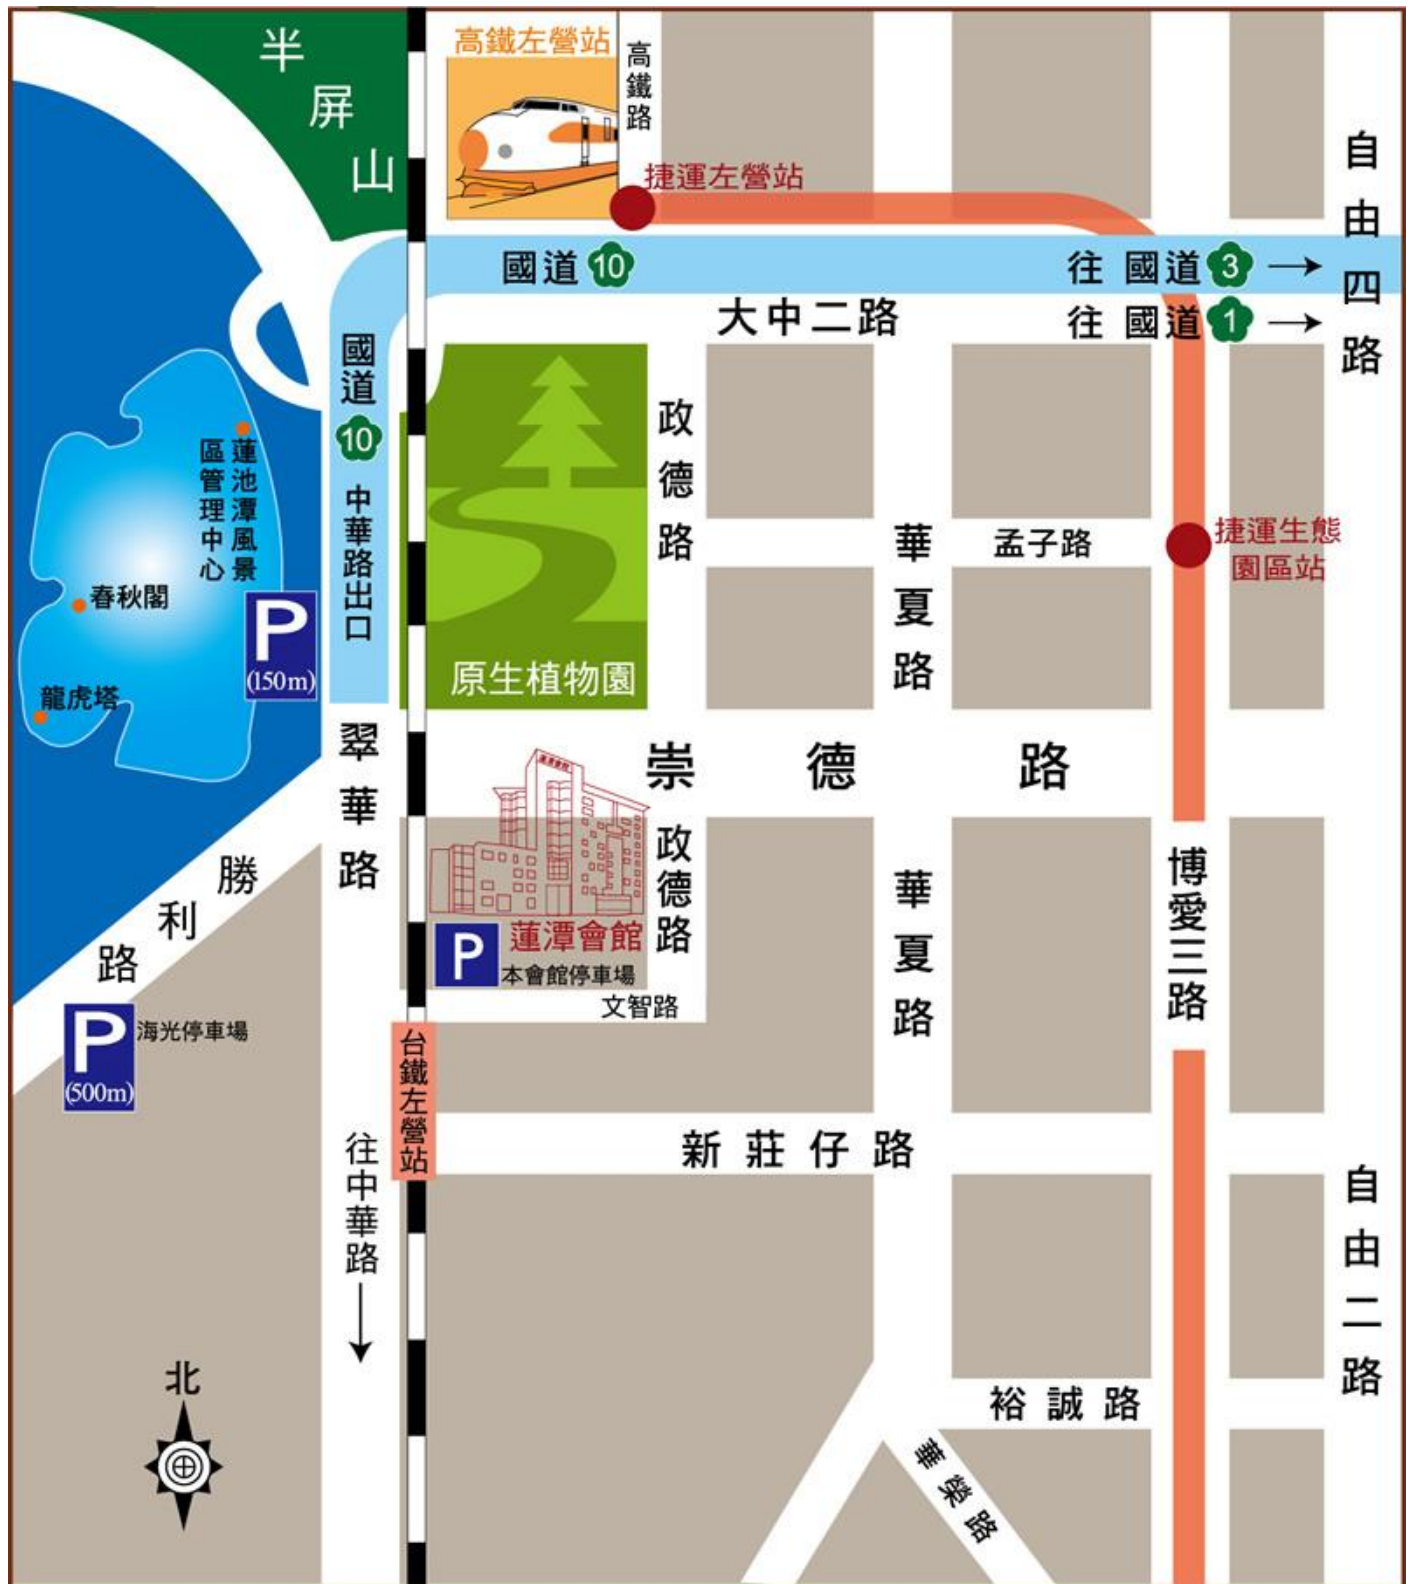 半屏山
高鐵左營站
高鐵路
捷運左營站
自由四路
國道 10
往 國道 3
大中二路
往 國道 1
國道 10 中華路出口
政德路
華夏路
孟子路
捷運生態
園區站
蓮池潭風景
區管理中心
春秋閣
P
(150m)
龍虎塔
原生植物園
翠華路
崇德路
蓮潭會館
政德路
華夏路
博愛三路
勝利路
P
蓮潭會館
本會館停車場
文智路
P
(500m)
海光停車場
台鐵左營站
往中華路
新莊仔路
自由二路
北
裕誠路
華榮路